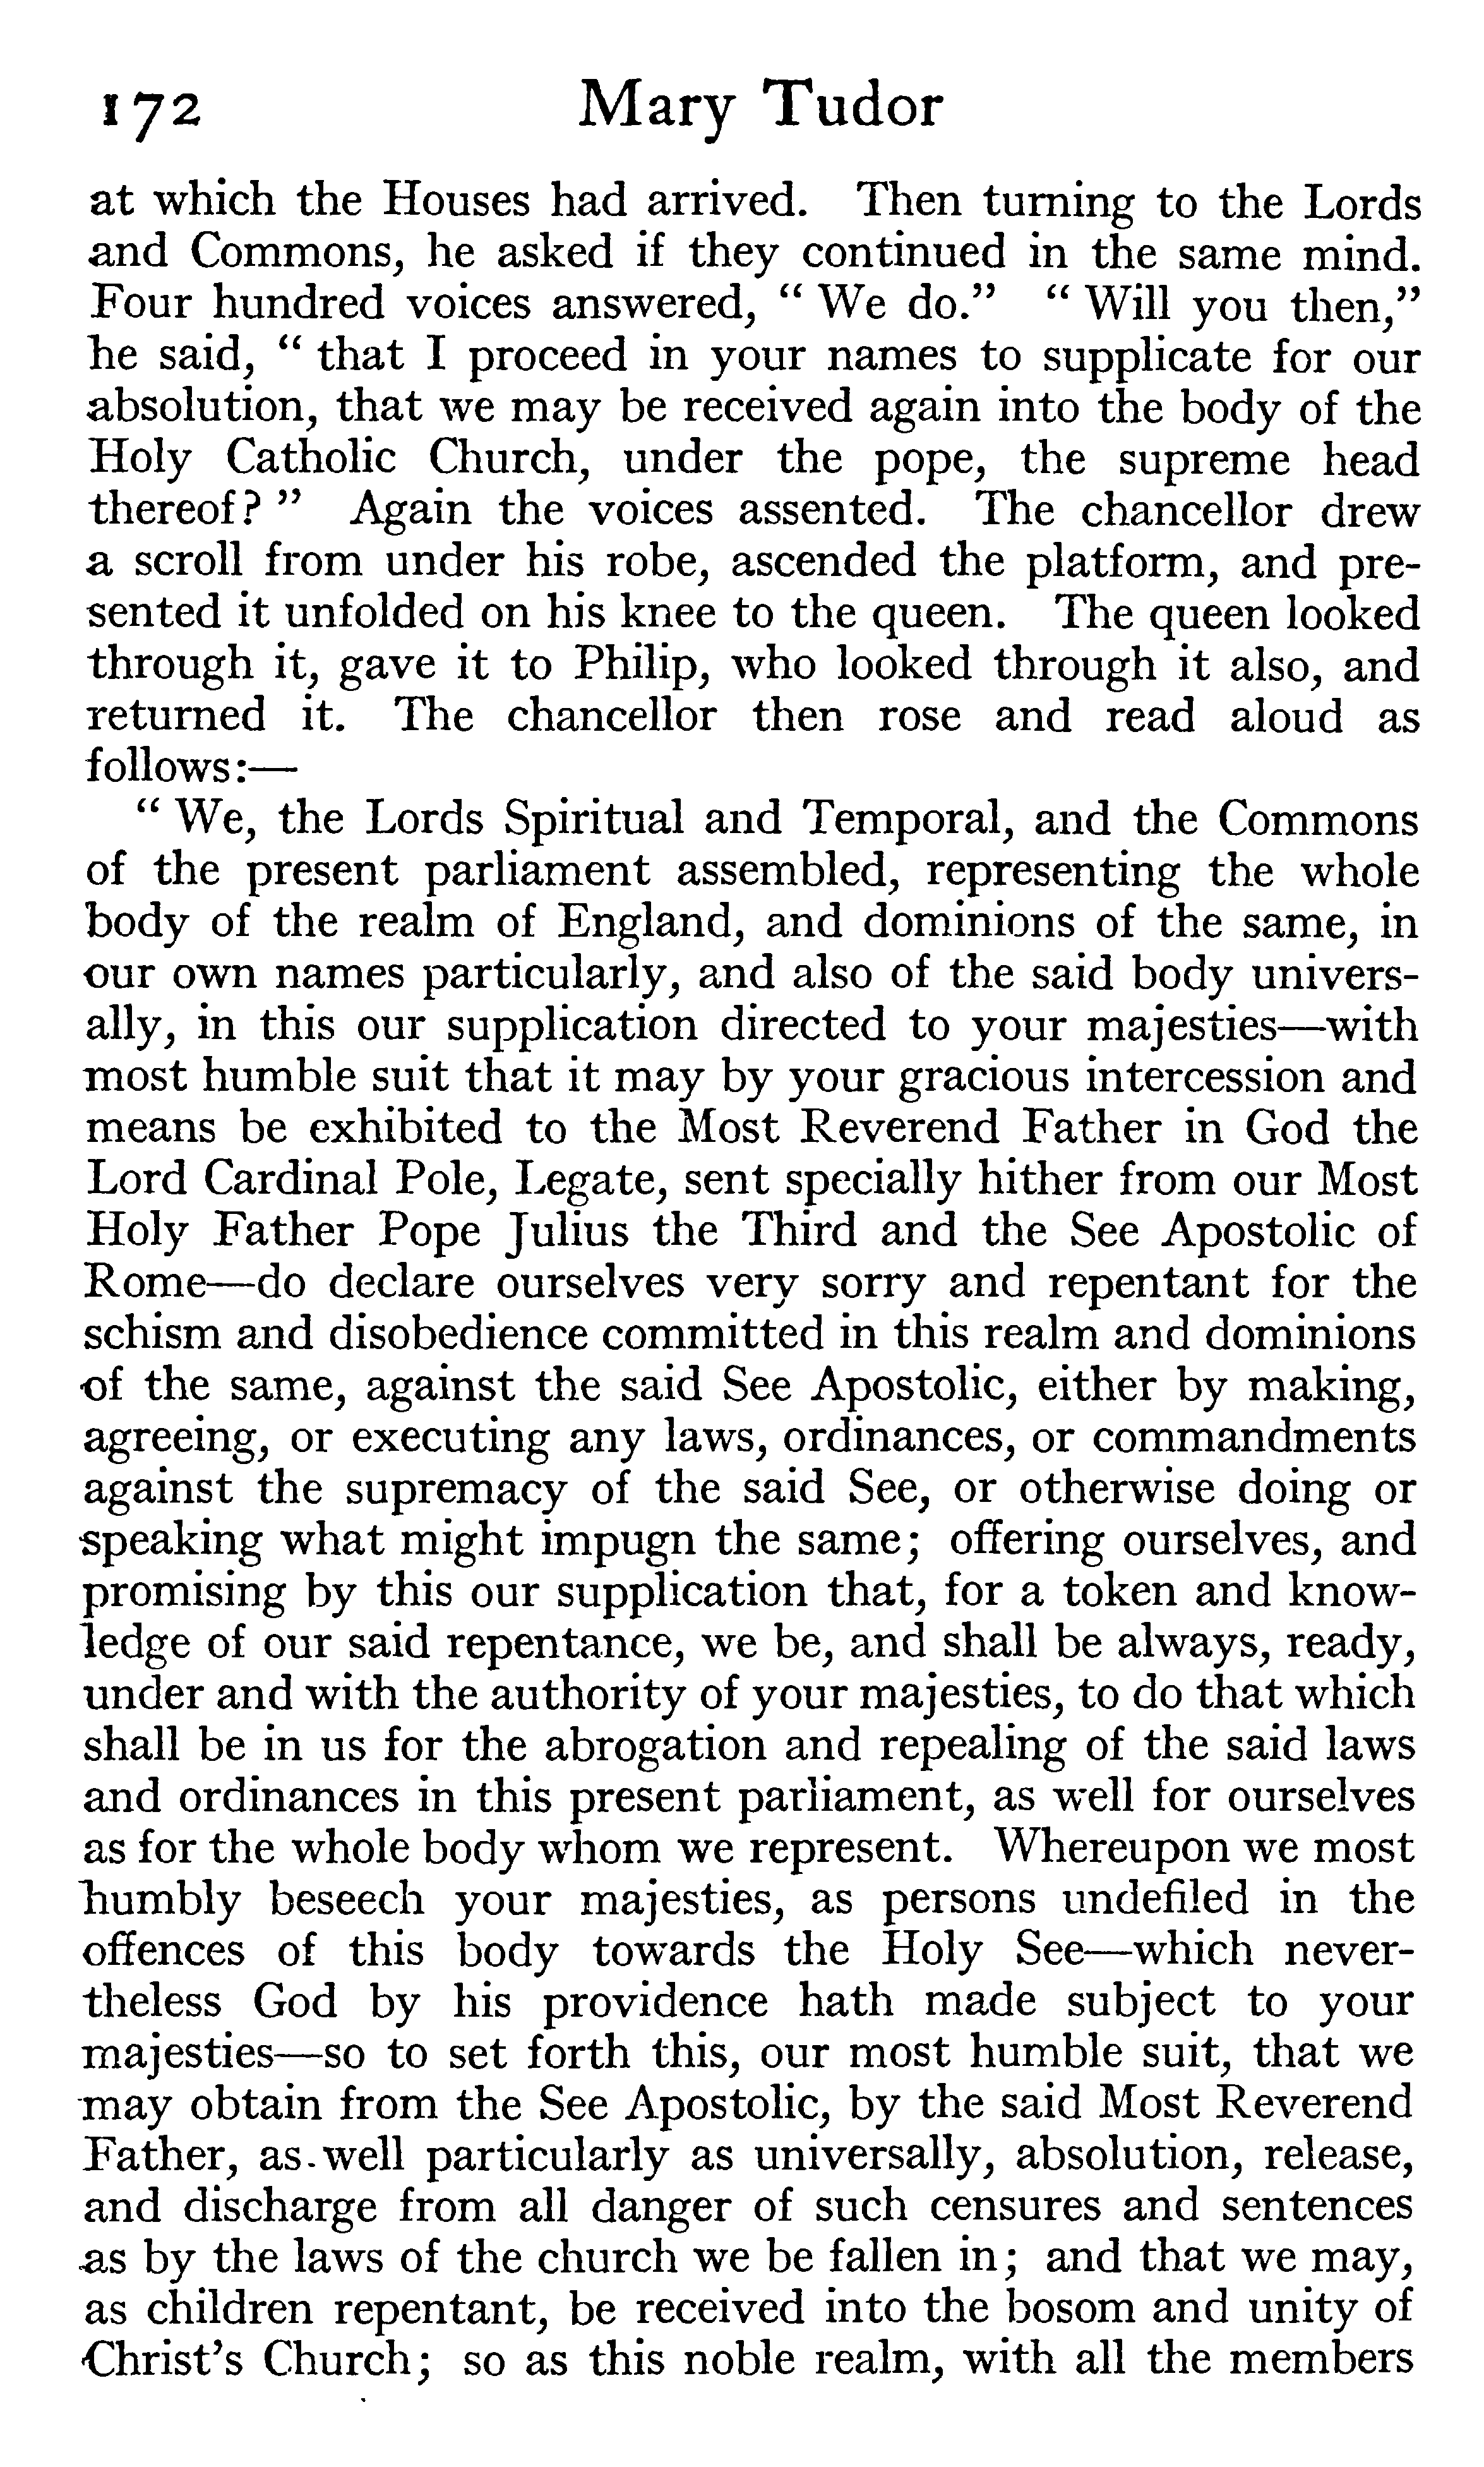 172 Mary Tudor
at which the Houses had arrived. Then turning to the Lords
and Commons, he asked if they continued in the same mind.
Four hundred voices answered, “ We do.” “ Will you then,”
he said, “ that I proceed in your names to supplicate for our
absolution, that we may be received again into the body of the
Holy Catholic Church, under the pope, the supreme head
thereof? ” Again the voices assented. The chancellor drew
a scroll from under his robe, ascended the platform, and pre-
sented it unfolded on his knee to the queen. The queen looked
through it, gave it to Philip, who looked through it also, and
returned it. The chancellor then rose and read aloud as
follows:—
“ We, the Lords Spiritual and Temporal, and the Commons
of the present parliament assembled, representing the whole
body of the realm of England, and dominions of the same, in
our own names particularly, and also of the said body univers-
ally, in this our supplication directed to your majesties—with
most humble suit that it may by your gracious intercession and
means be exhibited to the Most Reverend Father in God the
Lord Cardinal Pole, Legate, sent specially hither from our Most
Holy Father Pope Julius the Third and the See Apostolic of
Rome—do declare ourselves very sorry and repentant for the
schism and disobedience committed in this realm and dominions
of the same, against the said See Apostolic, either by making,
agreeing, or executing any laws, ordinances, or commandments
against the supremacy of the said See, or otherwise doing or
speaking what might impugn the same; offering ourselves, and
promising by this our supplication that, for a token and know-
ledge of our said repentance, we be, and shall be always, ready,
under and with the authority of your majesties, to do that which
shall be in us for the abrogation and repealing of the said laws
and ordinances in this present parliament, as well for ourselves
as for the whole body whom we represent. Whereupon we most
humbly beseech your majesties, as persons undefiled in the
offences of this body towards the Holy See—which never-
theless God by his providence hath made subject to your
majesties—so to set forth this, our most humble suit, that we
may obtain from the See Apostolic, by the said Most Reverend
Father, as well particularly as universally, absolution, release,
and discharge from all danger of such censures and sentences
as by the laws of the church we be fallen in; and that we may,
as children repentant, be received into the bosom and unity of
Christ’s Church; so as this noble realm, with all the members